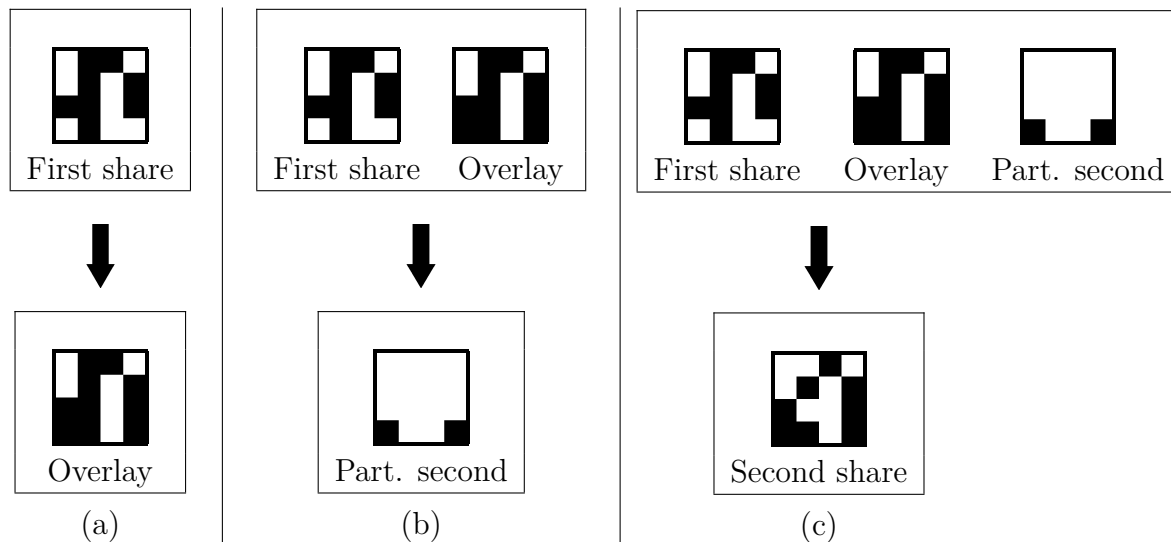 First share
Overlay
(a)
First share Overlay
Part. second
(b)
First share Overlay Part. second
Second share
(c)